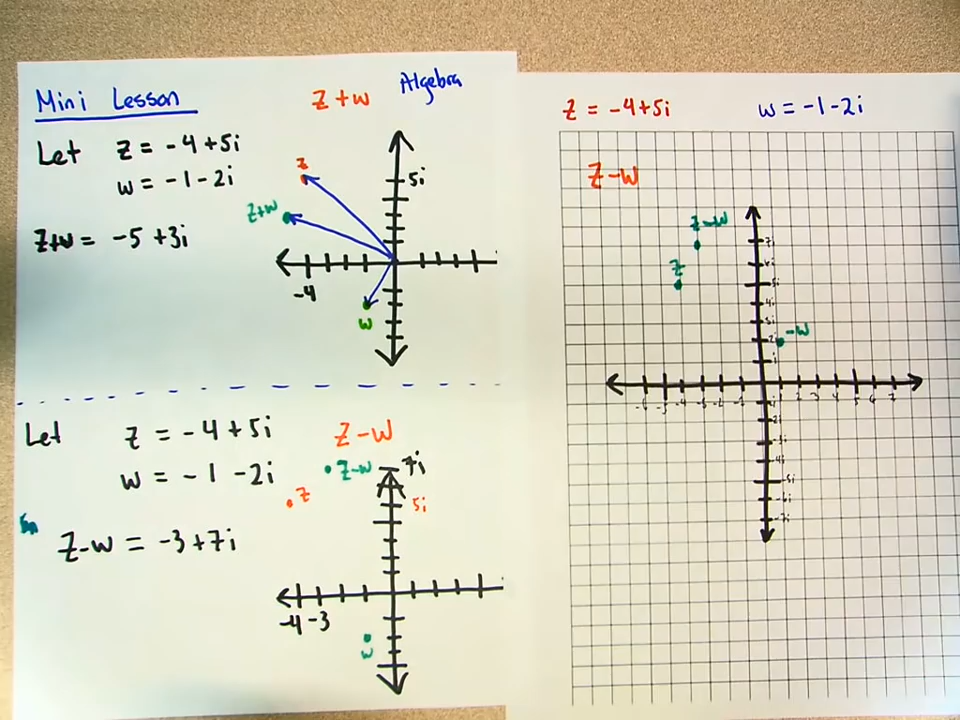 Mini Lesson
Z+w
Algebra
Let z = -4+5i
w = -1-2i
Z+w = -5+3i
z
5i
Z+w
-4
w
Let z = -4+5i
w = -1-2i
Z-w
Z-w = -3+7i
7i
Z-w
z
5i
-4 -3
w
Z = -4+5i
w = -1-2i
Z-w
Z-w
Z
-w